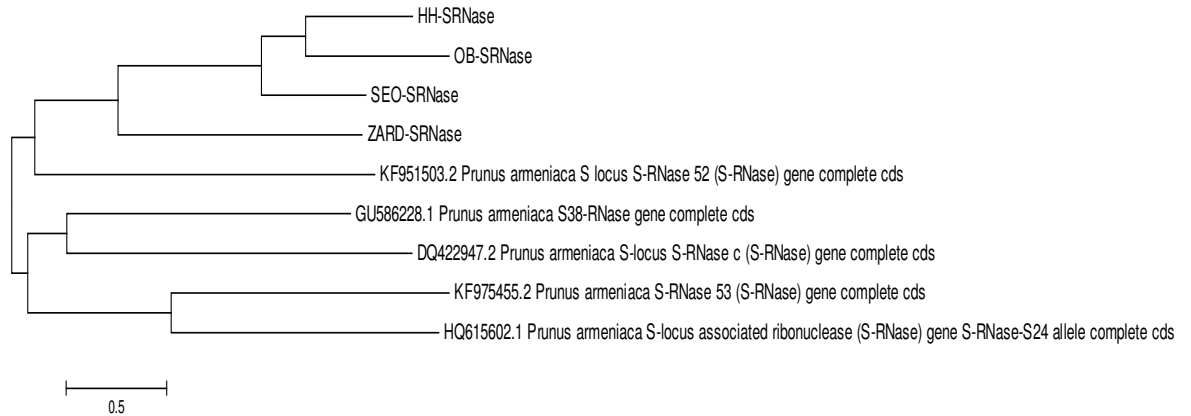 HH-SRNase
OB-SRNase
SEO-SRNase
ZARD-SRNase
KF951503.2 Prunus armeniaca S locus S-RNase 52 (S-RNase) gene complete cds
GU586228.1 Prunus armeniaca S38-RNase gene complete cds
DQ422947.2 Prunus armeniaca S-locus S-RNase c (S-RNase) gene complete cds
KF975455.2 Prunus armeniaca S-RNase 53 (S-RNase) gene complete cds
HQ615602.1 Prunus armeniaca S-locus associated ribonuclease (S-RNase) gene S-RNase-S24 allele complete cds
0.5